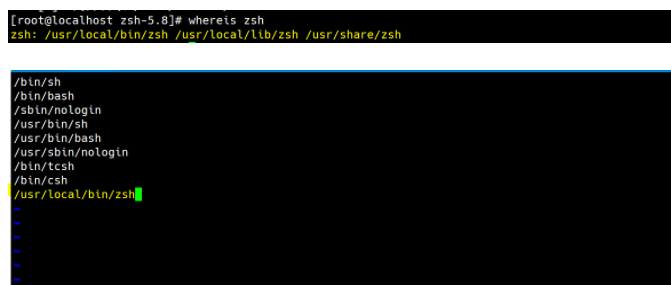 [root@localhost zsh-5.8]# whereis zsh
zsh: /usr/local/bin/zsh /usr/local/lib/zsh /usr/share/zsh
/bin/sh
/bin/bash
/sbin/nologin
/usr/bin/sh
/usr/bin/bash
/usr/sbin/nologin
/bin/tcsh
/bin/csh
/usr/local/bin/zsh
~
~
~
~
~